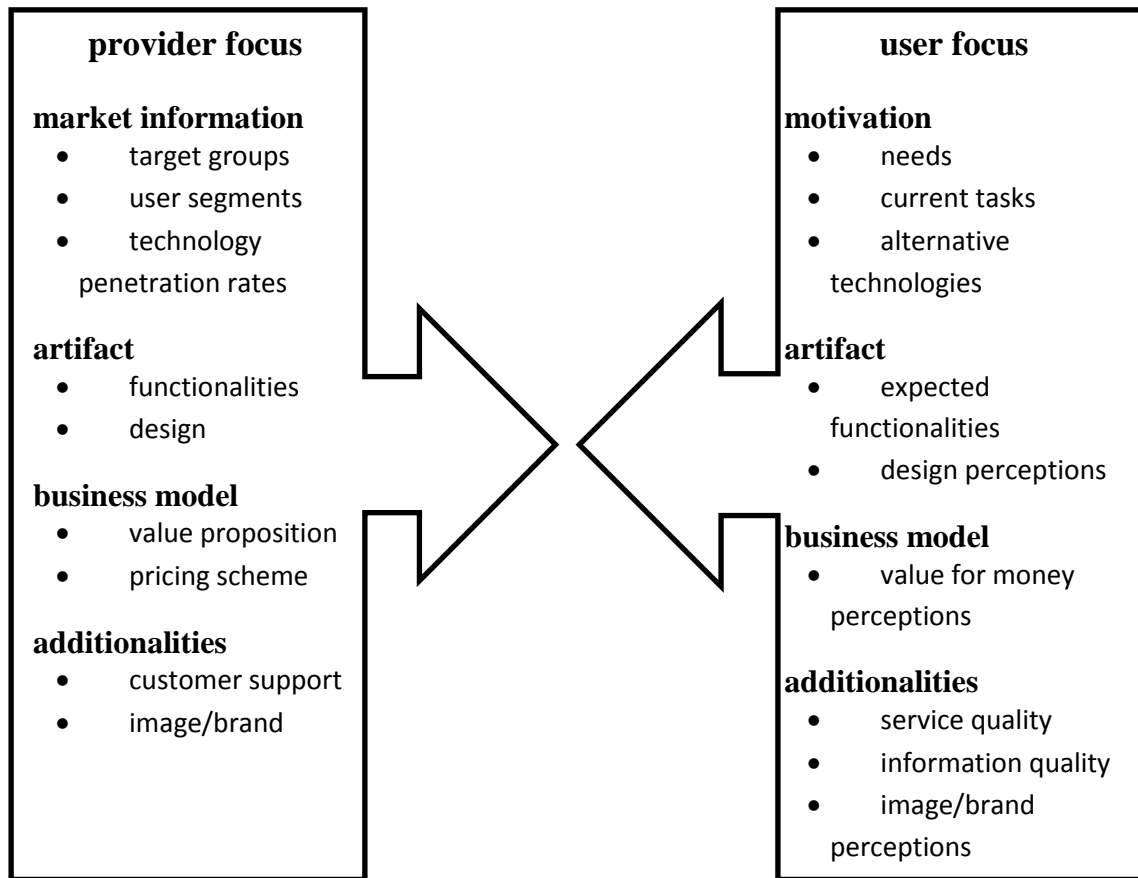 provider focus
market information
• target groups
• user segments
• technology
penetration rates
artifact
• functionalities
• design
business model
• value proposition
• pricing scheme
additionalities
• customer support
• image/brand
user focus
motivation
• needs
• current tasks
• alternative
technologies
artifact
• expected
functionalities
• design perceptions
business model
• value for money
perceptions
additionalities
• service quality
• information quality
• image/brand
perceptions